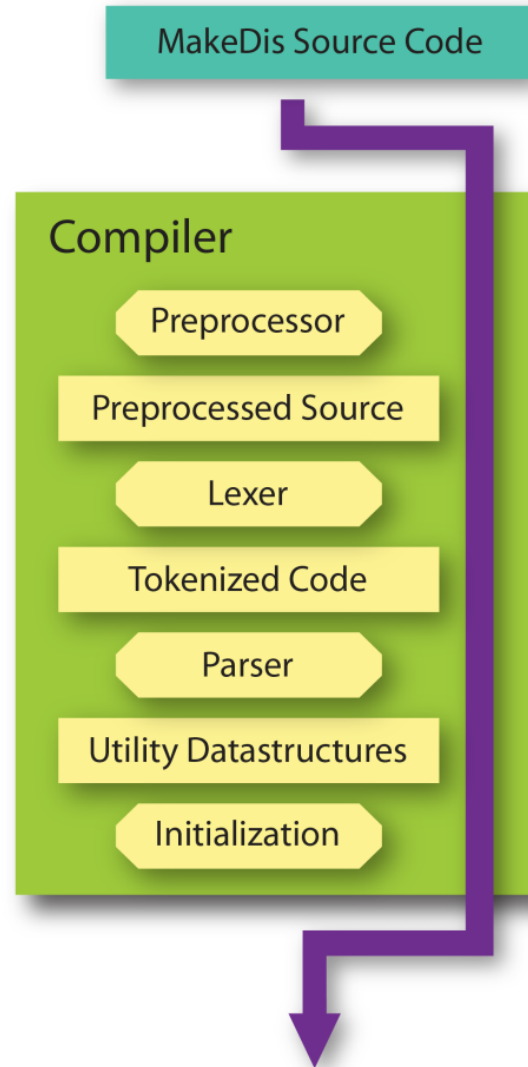 MakeDis Source Code
Compiler
Preprocessor
Preprocessed Source
Lexer
Tokenized Code
Parser
Utility Datastructures
Initialization